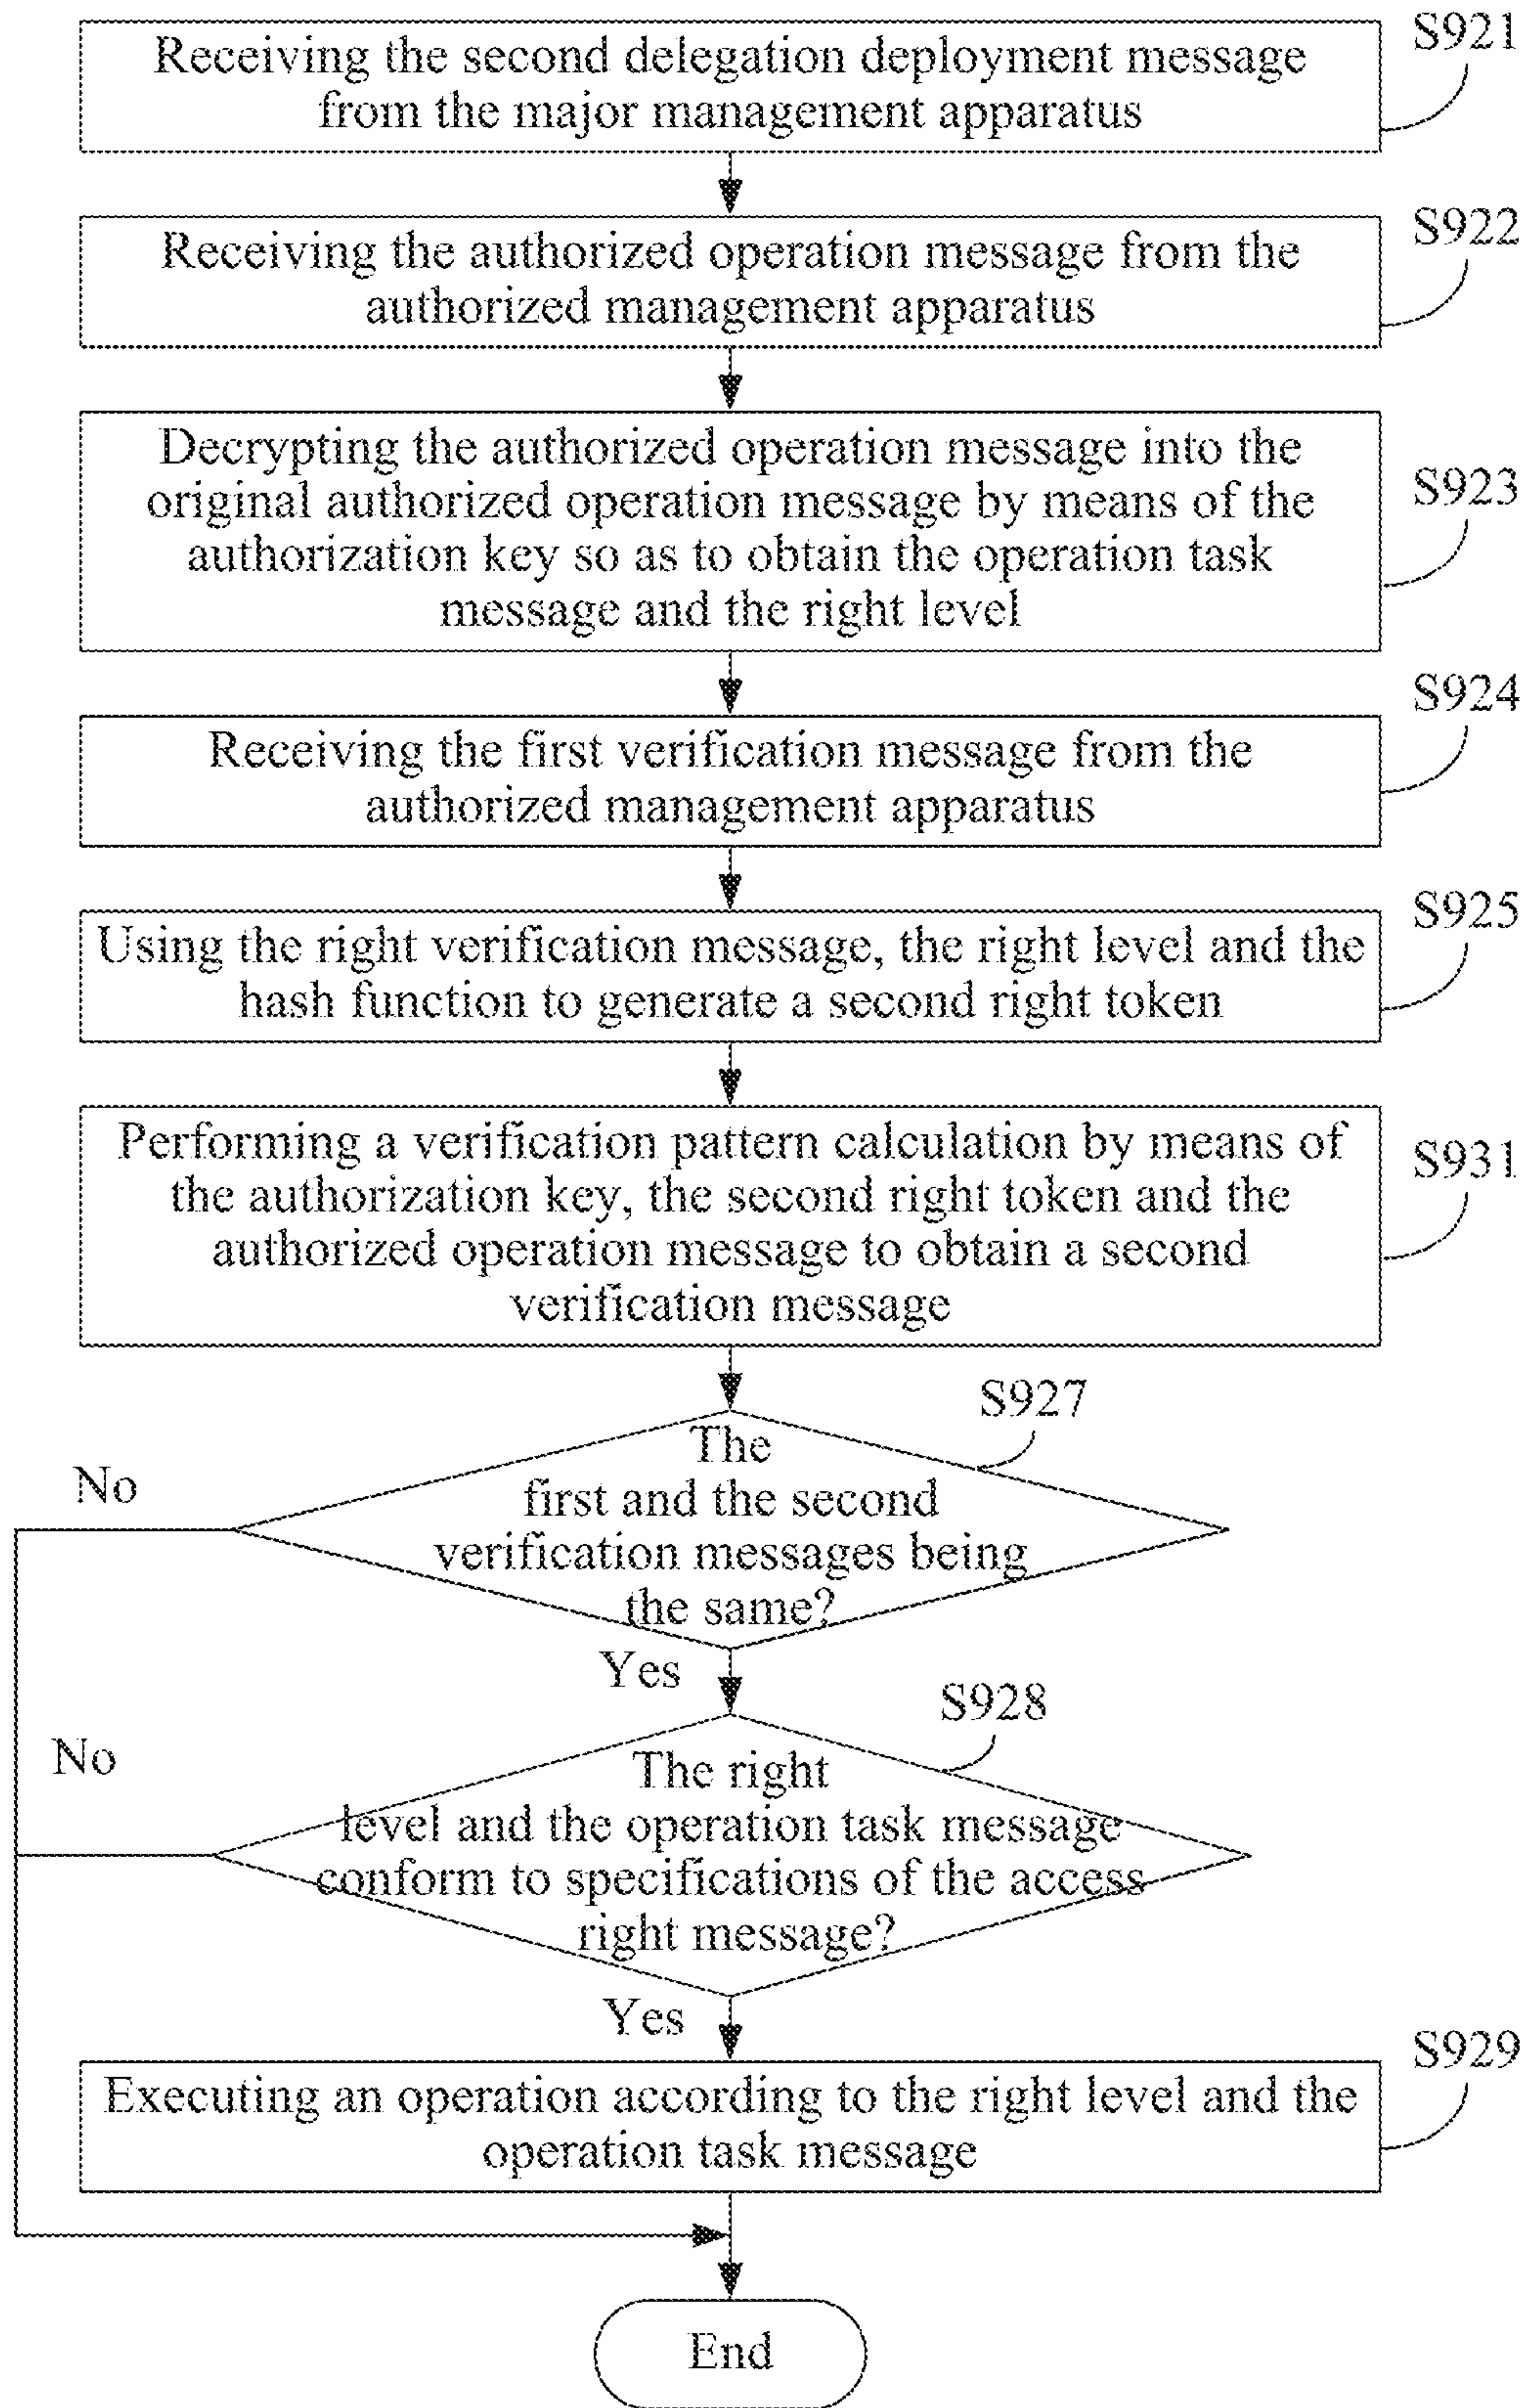 S921
Receiving the second delegation deployment message
from the major management apparatus
S922
Receiving the authorized operation message from the
authorized management apparatus
S923
Decrypting the authorized operation message into the
original authorized operation message by means of the
authorization key so as to obtain the operation task
message and the right level
S924
Receiving the first verification message from the
authorized management apparatus
S925
Using the right verification message, the right level and the
hash function to generate a second right token
S931
Performing a verification pattern calculation by means of
the authorization key, the second right token and the
authorized operation message to obtain a second
verification message
S927
The
first and the second
verification messages being
the same?
No
Yes
S928
The right
level and the operation task message
conform to specifications of the access
right message?
No
Yes
S929
Executing an operation according to the right level and the
operation task message
End